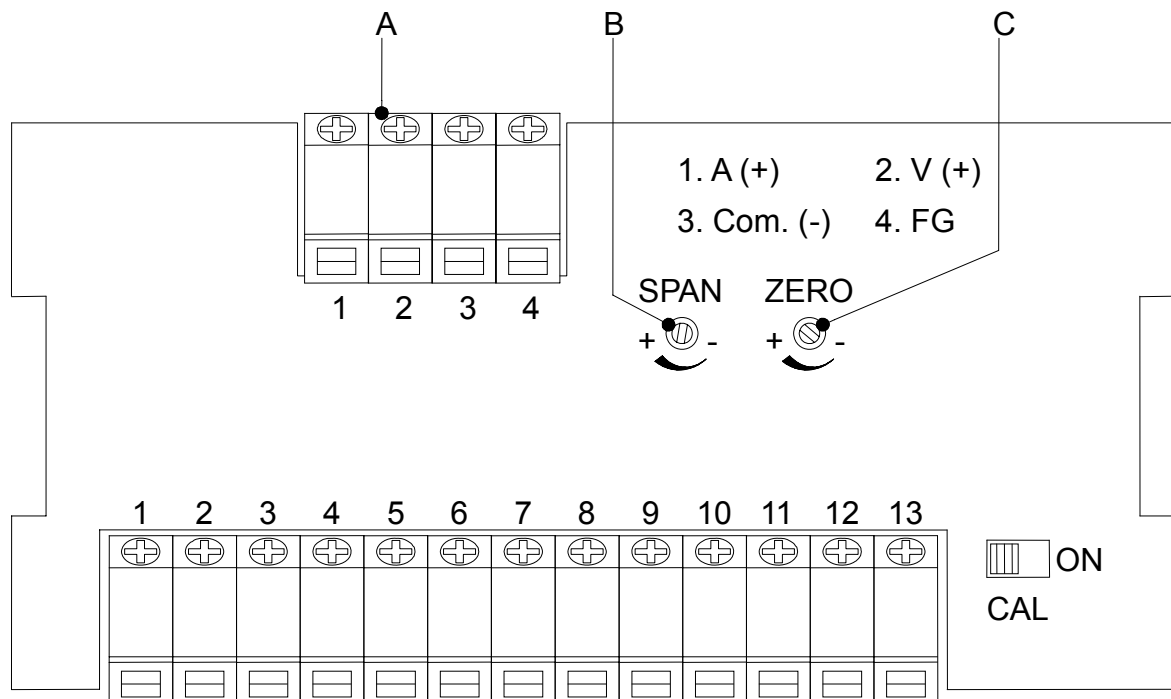 A B C
1. A (+) 2. V (+)
3. Com. (-) 4. FG
1 2 3 4
SPAN ZERO
+ - + -
1 2 3 4 5 6 7 8 9 10 11 12 13
ON
CAL